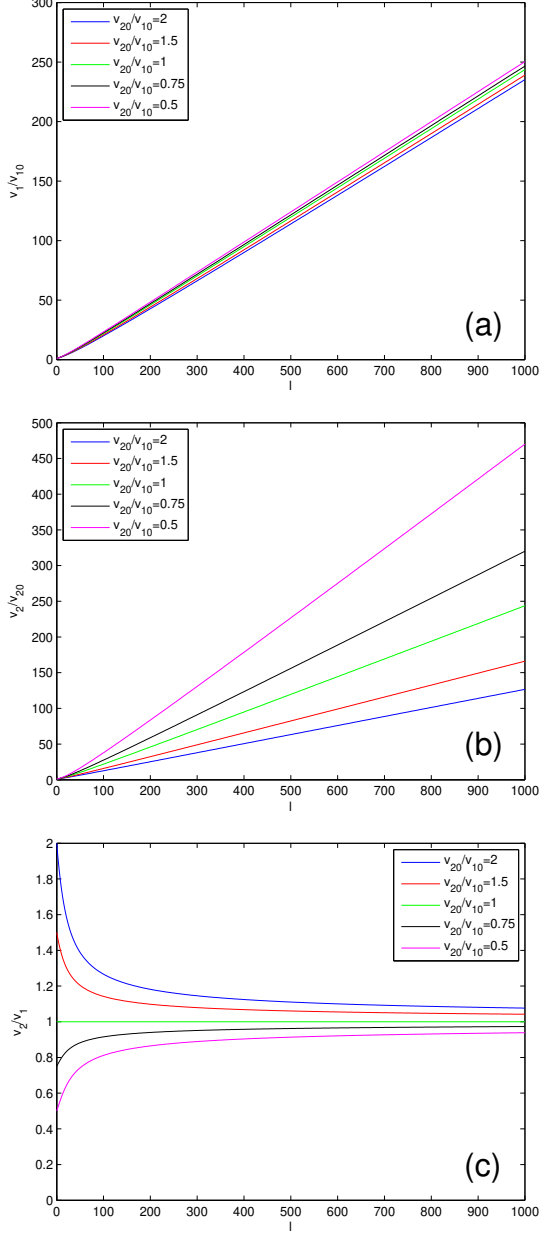 300
250
200
150
100
50
0
v₁/v₁₀
v₂₀/v₁₀=2
v₂₀/v₁₀=1.5
v₂₀/v₁₀=1
v₂₀/v₁₀=0.75
v₂₀/v₁₀=0.5
(a)
0 100 200 300 400 500 600 700 800 900 1000
l
500
450
400
350
300
250
200
150
100
50
0
v₂/v₂₀
v₂₀/v₁₀=2
v₂₀/v₁₀=1.5
v₂₀/v₁₀=1
v₂₀/v₁₀=0.75
v₂₀/v₁₀=0.5
(b)
0 100 200 300 400 500 600 700 800 900 1000
l
2
1.8
1.6
1.4
1.2
1
0.8
0.6
0.4
0.2
0
v₂/v₁
v₂₀/v₁₀=2
v₂₀/v₁₀=1.5
v₂₀/v₁₀=1
v₂₀/v₁₀=0.75
v₂₀/v₁₀=0.5
(c)
0 100 200 300 400 500 600 700 800 900 1000
l